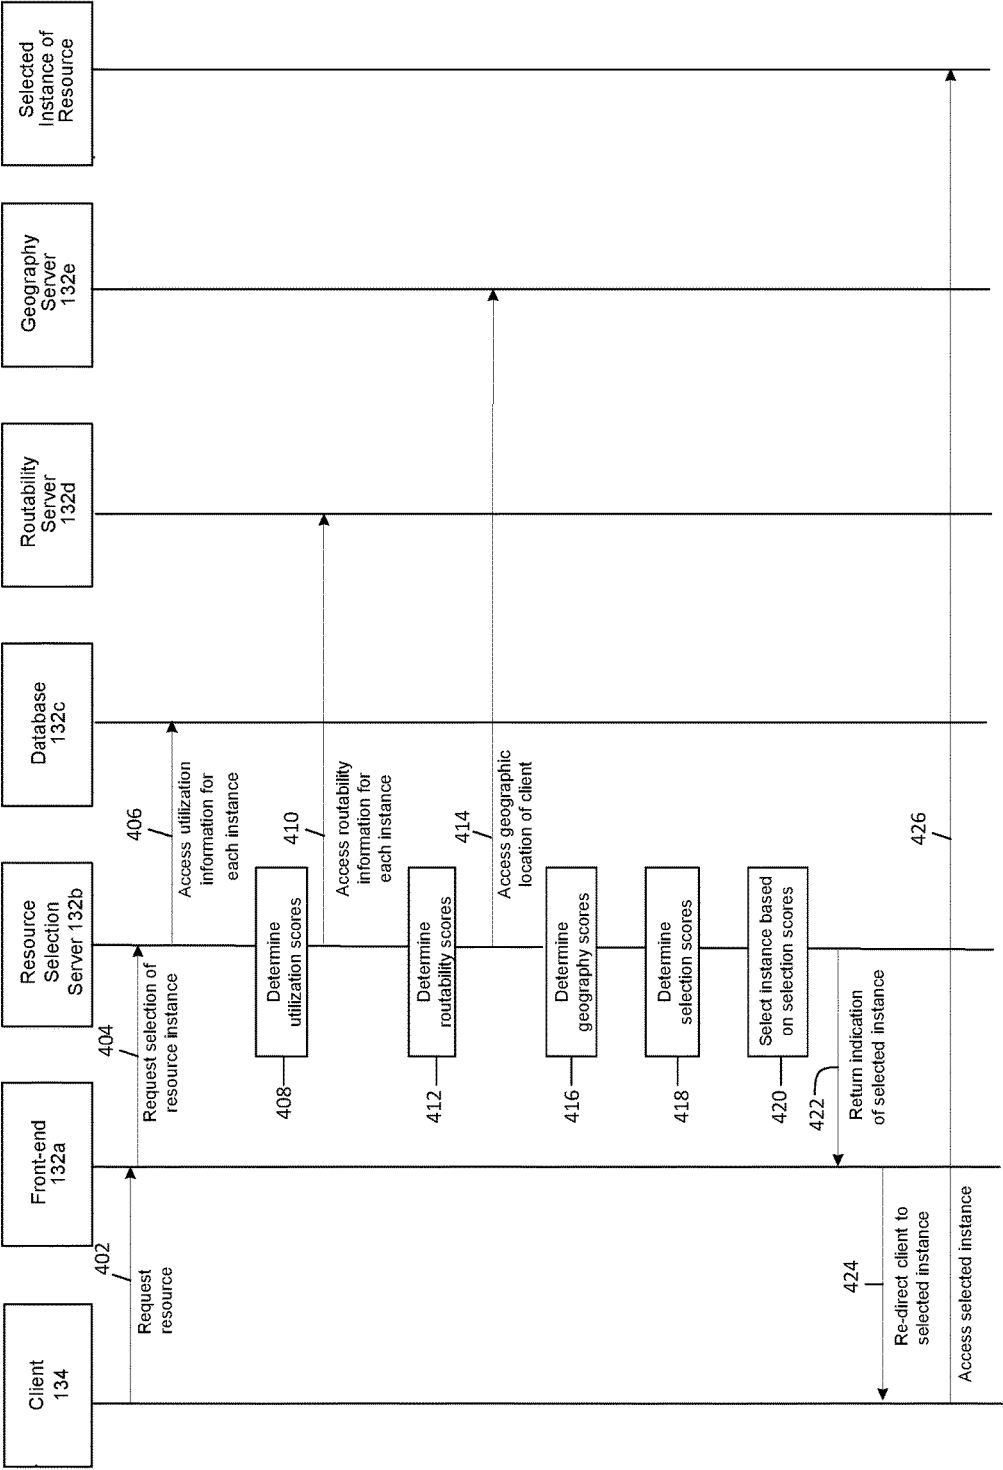 Client
134
Front-end
132a
Resource
Selection
Server 132b
Database
132c
Routability
Server
132d
Geography
Server
132e
Selected
Instance of
Resource
402
Request
resource
404
Request selection of
resource instance
406
Access utilization
information for
each instance
408
Determine
utilization scores
410
Access routability
information for
each instance
412
Determine
routability scores
414
Access geographic
location of client
416
Determine
geography scores
418
Determine
selection scores
420
Select instance based
on selection scores
422
Return indication
of selected instance
424
Re-direct client to
selected instance
426
Access selected instance